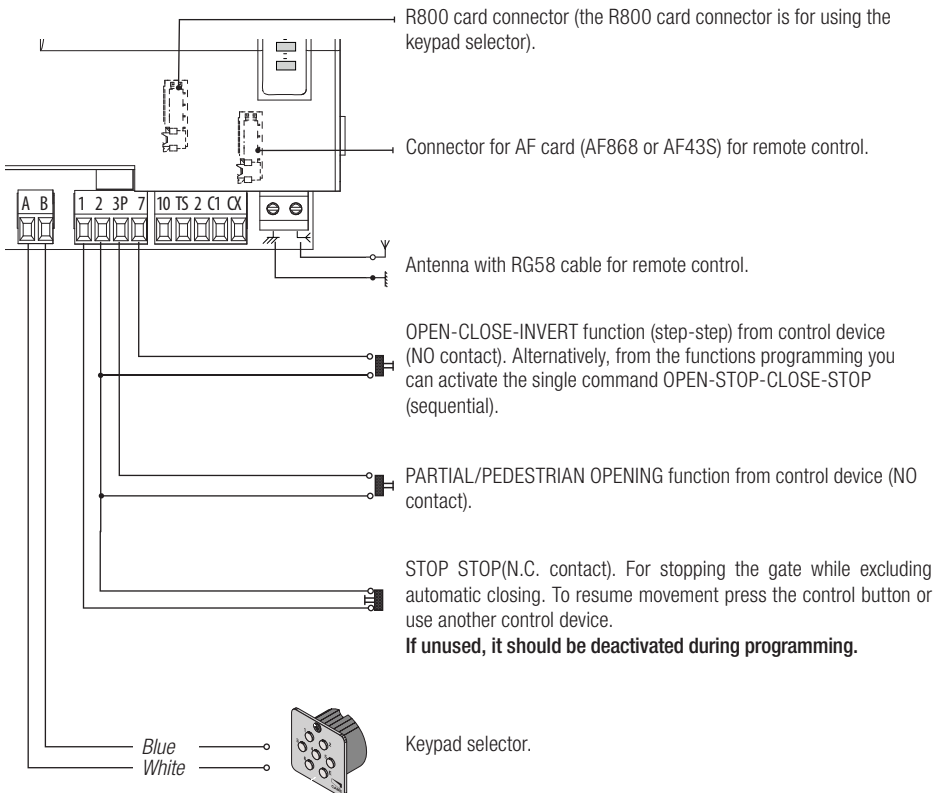 R800 card connector (the R800 card connector is for using the
keypad selector).
Connector for AF card (AF868 or AF43S) for remote control.
A B 1 2 3P 7 10 TS 2 C1 CX
Antenna with RG58 cable for remote control.
OPEN-CLOSE-INVERT function (step-step) from control device
(NO contact). Alternatively, from the functions programming you
can activate the single command OPEN-STOP-CLOSE-STOP
(sequential).
PARTIAL/PEDESTRIAN OPENING function from control device (NO
contact).
STOP STOP(N.C. contact). For stopping the gate while excluding
automatic closing. To resume movement press the control button or
use another control device.
If unused, it should be deactivated during programming.
Blue
White
Keypad selector.